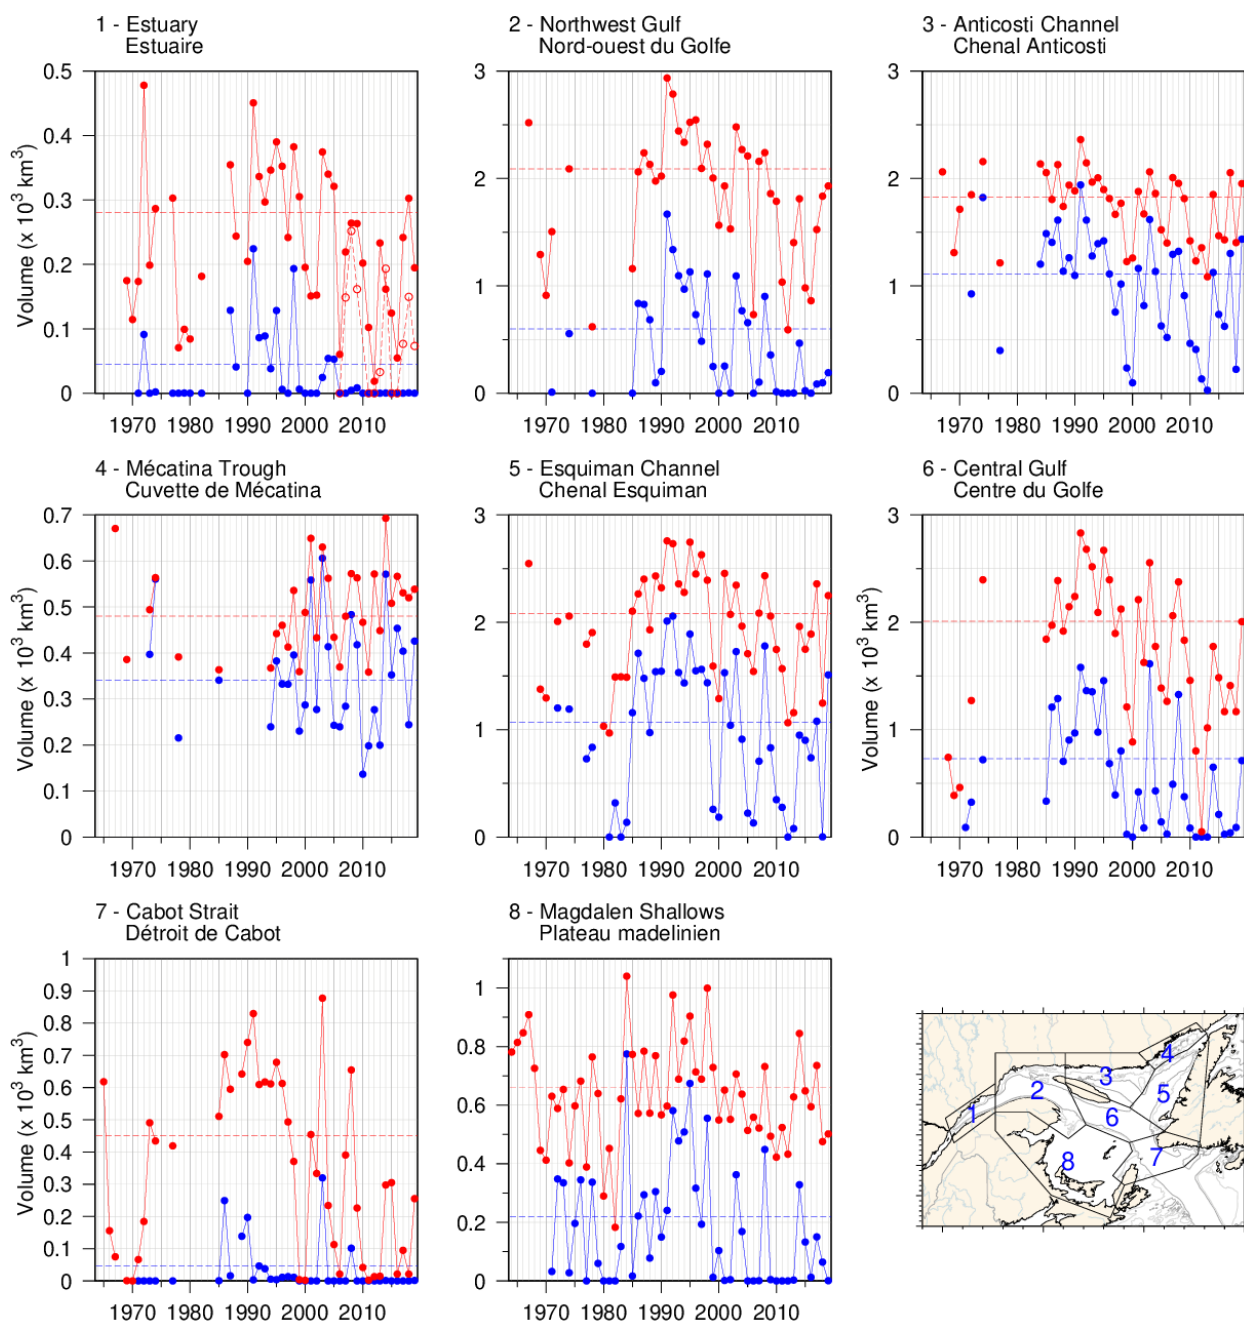 1 - Estuary
Estuaire
2 - Northwest Gulf
Nord-ouest du Golfe
3 - Anticosti Channel
Chenal Anticosti
Volume (x 10³ km³)
0.5
0.4
0.3
0.2
0.1
0
1970 1980 1990 2000 2010
3
2
1
0
1970 1980 1990 2000 2010
3
2
1
0
1970 1980 1990 2000 2010
4 - Mécatina Trough
Cuvette de Mécatina
5 - Esquiman Channel
Chenal Esquiman
6 - Central Gulf
Centre du Golfe
Volume (x 10³ km³)
0.7
0.6
0.5
0.4
0.3
0.2
0.1
0
1970 1980 1990 2000 2010
3
2
1
0
1970 1980 1990 2000 2010
Volume (x 10³ km³)
3
2
1
0
1970 1980 1990 2000 2010
7 - Cabot Strait
Détroit de Cabot
8 - Magdalen Shallows
Plateau madelinien
Volume (x 10³ km³)
1
0.9
0.8
0.7
0.6
0.5
0.4
0.3
0.2
0.1
0
1970 1980 1990 2000 2010
1
0.8
0.6
0.4
0.2
0
1970 1980 1990 2000 2010
1
2
3
4
5
6
7
8